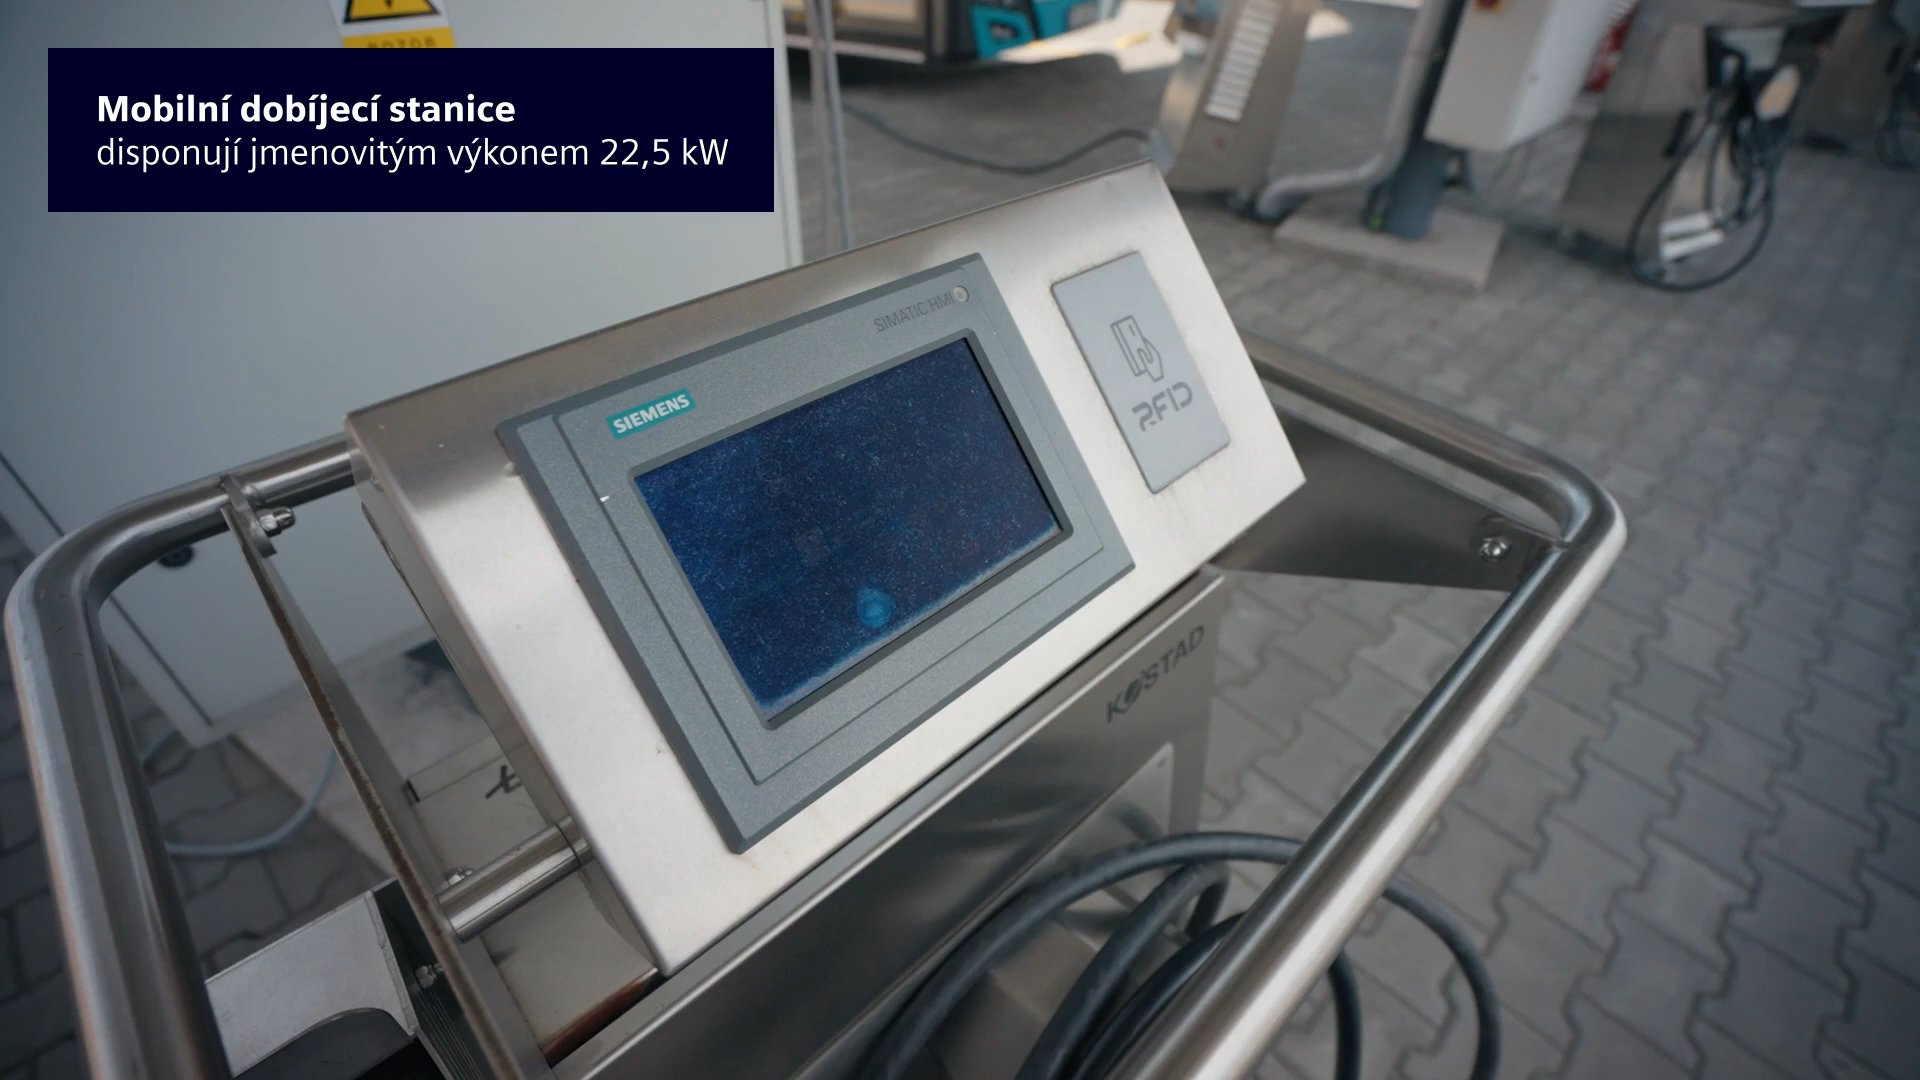 Mobilní dobíjecí stanice
disponují jmenovitým výkonem 22,5 kW
SIMATIC HMI
SIEMENS
RFID
KOSTAD